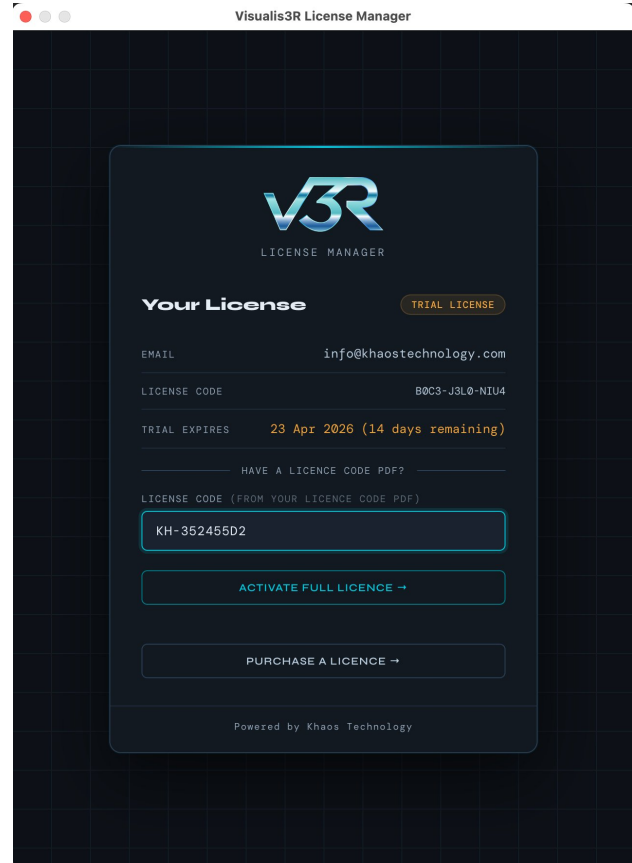 Visualis3R License Manager
V3R
LICENSE MANAGER
Your License
TRIAL LICENSE
EMAIL info@khaostechnology.com
LICENSE CODE B0C3-J3L0-NIU4
TRIAL EXPIRES 23 Apr 2026 (14 days remaining)
HAVE A LICENCE CODE PDF?
LICENSE CODE (FROM YOUR LICENCE CODE PDF)
KH-352455D2
ACTIVATE FULL LICENCE →
PURCHASE A LICENCE →
Powered by Khaos Technology